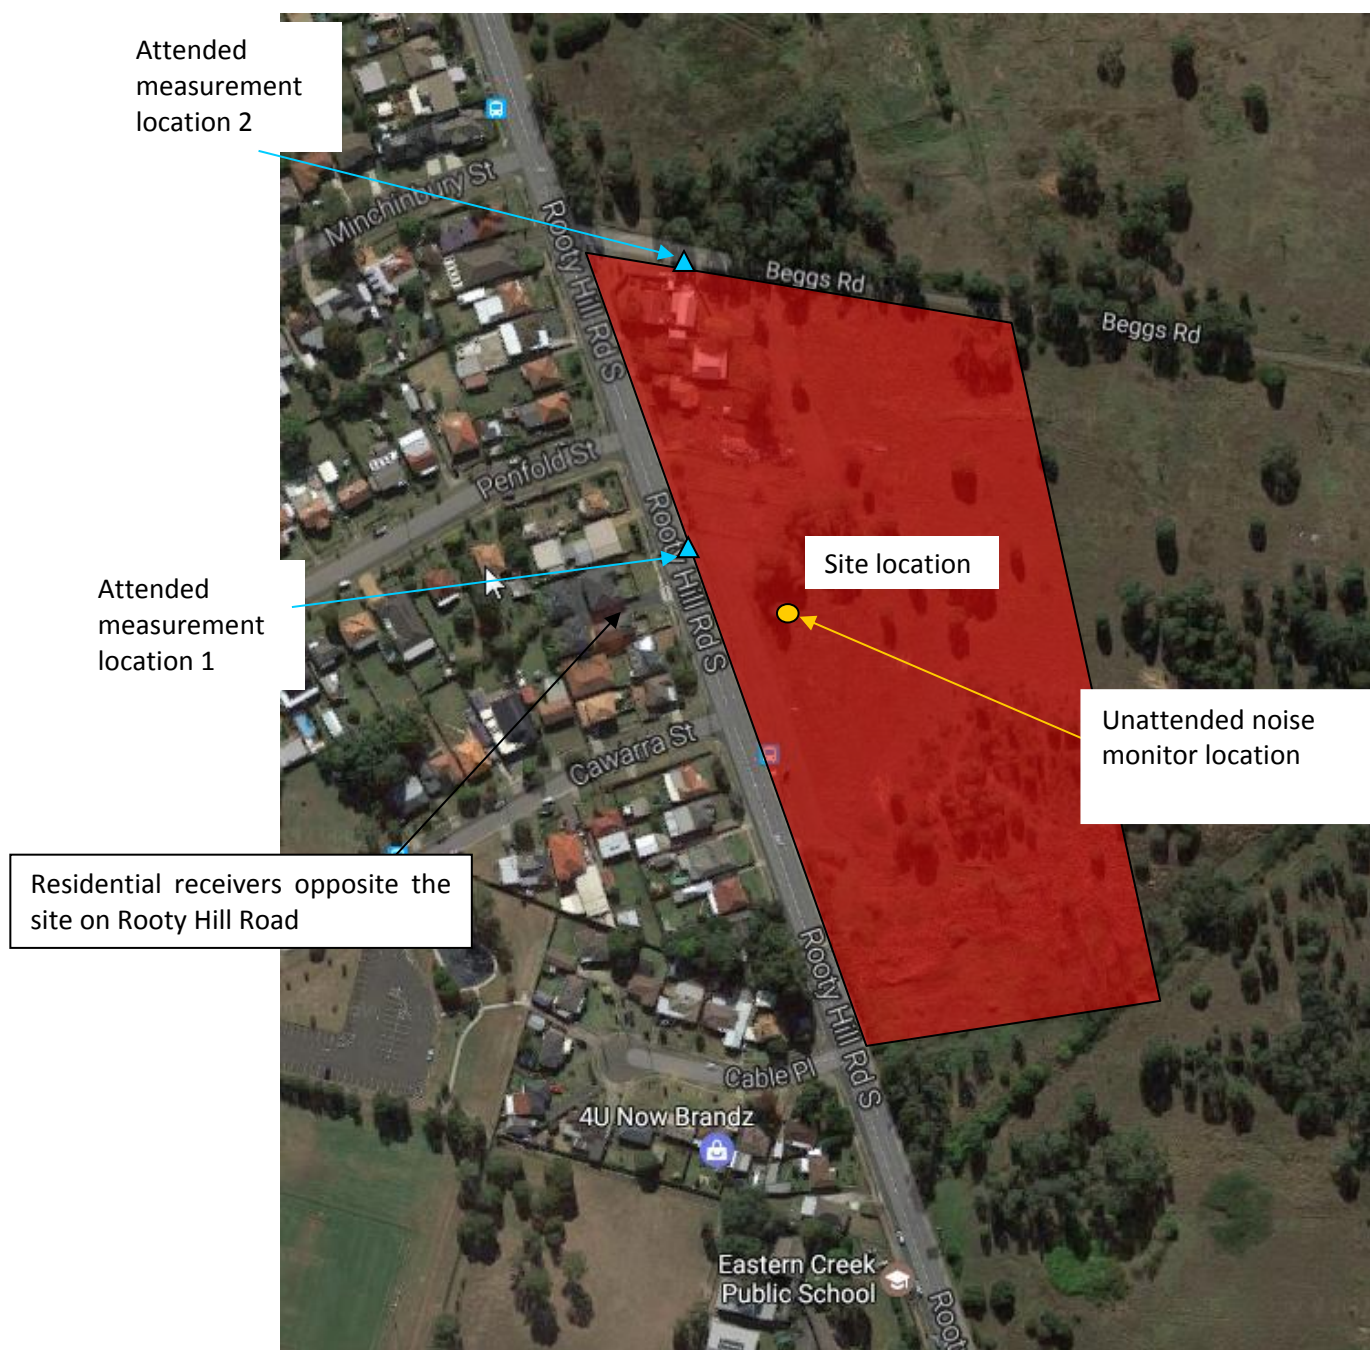 Attended
measurement
location 2
Minchinbury St
Rooty Hill Rd S
Beggs Rd
Beggs Rd
Penfold St
Rooty Hill Rd S
Site location
Attended
measurement
location 1
Unattended noise
monitor location
Cawarra St
Residential receivers opposite the
site on Rooty Hill Road
Rooty Hill Rd S
Cable Pl
4U Now Brandz
Eastern Creek
Public School
Root